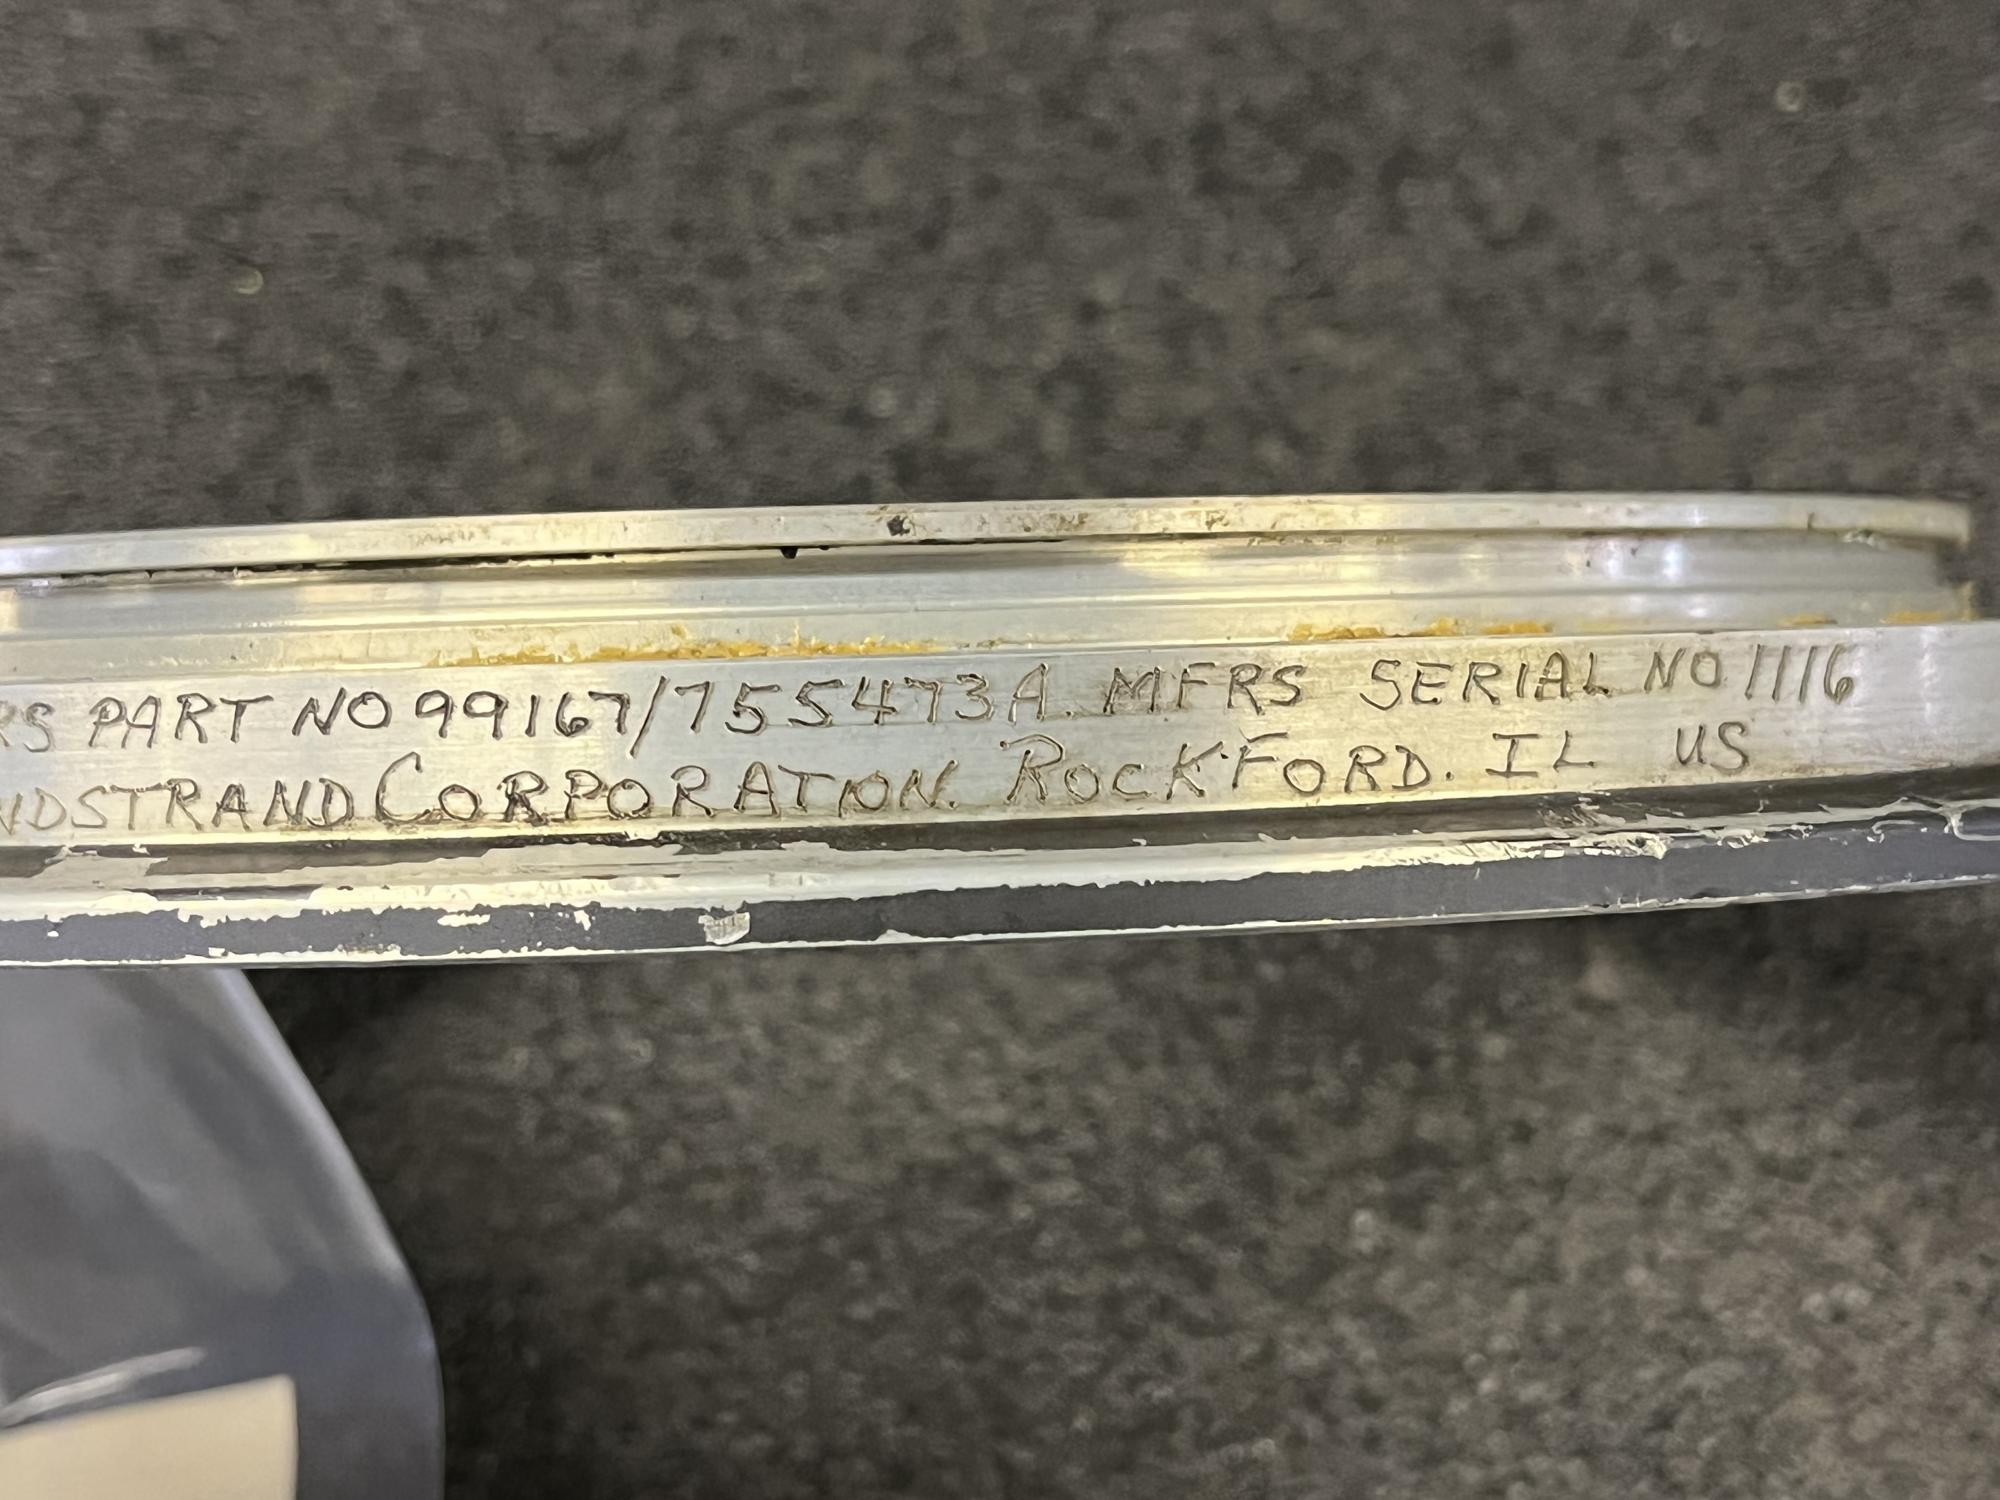 RS PART NO 99167/755473A. MFRS SERIAL NO 1116
NDSTRAND CORPORATION. ROCKFORD. IL US